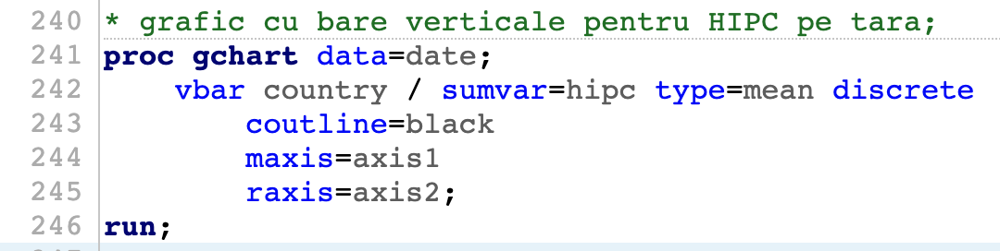 240 * grafic cu bare verticale pentru HIPC pe tara;
241 proc gchart data=date;
242 vbar country / sumvar=hipc type=mean discrete
243 coutline=black
244 maxis=axis1
245 raxis=axis2;
246 run;